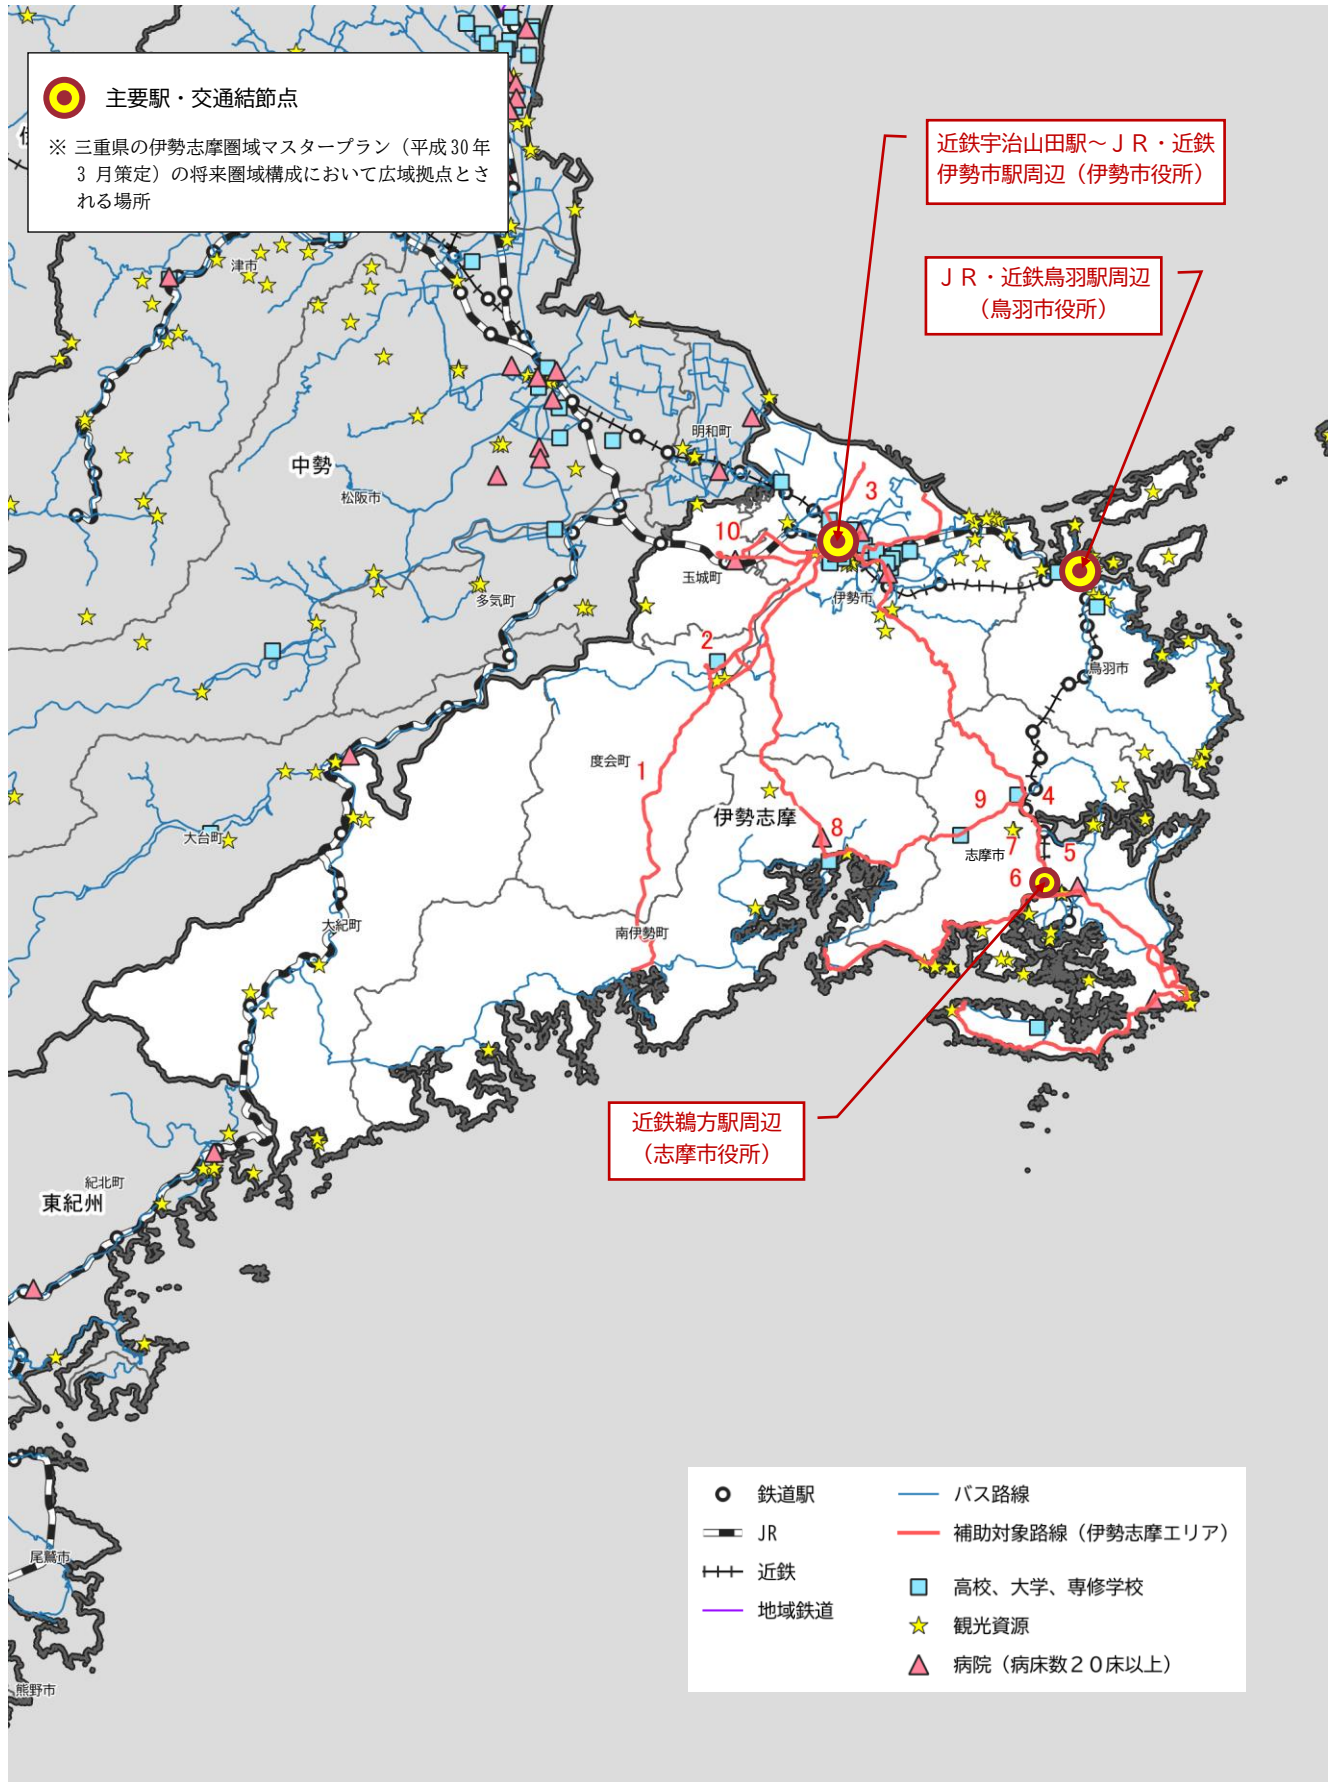 主要駅・交通結節点
※ 三重県の伊勢志摩圏域マスタープラン（平成30年
3 月策定）の将来圏域構成において広域拠点とさ
れる場所
近鉄宇治山田駅～ＪＲ・近鉄
伊勢市駅周辺（伊勢市役所）
ＪＲ・近鉄鳥羽駅周辺
（鳥羽市役所）
津市
明和町
中勢
松阪市
3
10
玉城町
多気町
伊勢市
2
鳥羽市
度会町
1
伊勢志摩
9
4
8
大台町
7
志摩市
5
6
大紀町
南伊勢町
近鉄鵜方駅周辺
（志摩市役所）
紀北町
東紀州
尾鷲市
熊野市
鉄道駅
JR
近鉄
地域鉄道
バス路線
補助対象路線（伊勢志摩エリア）
高校、大学、専修学校
観光資源
病院（病床数２０床以上）